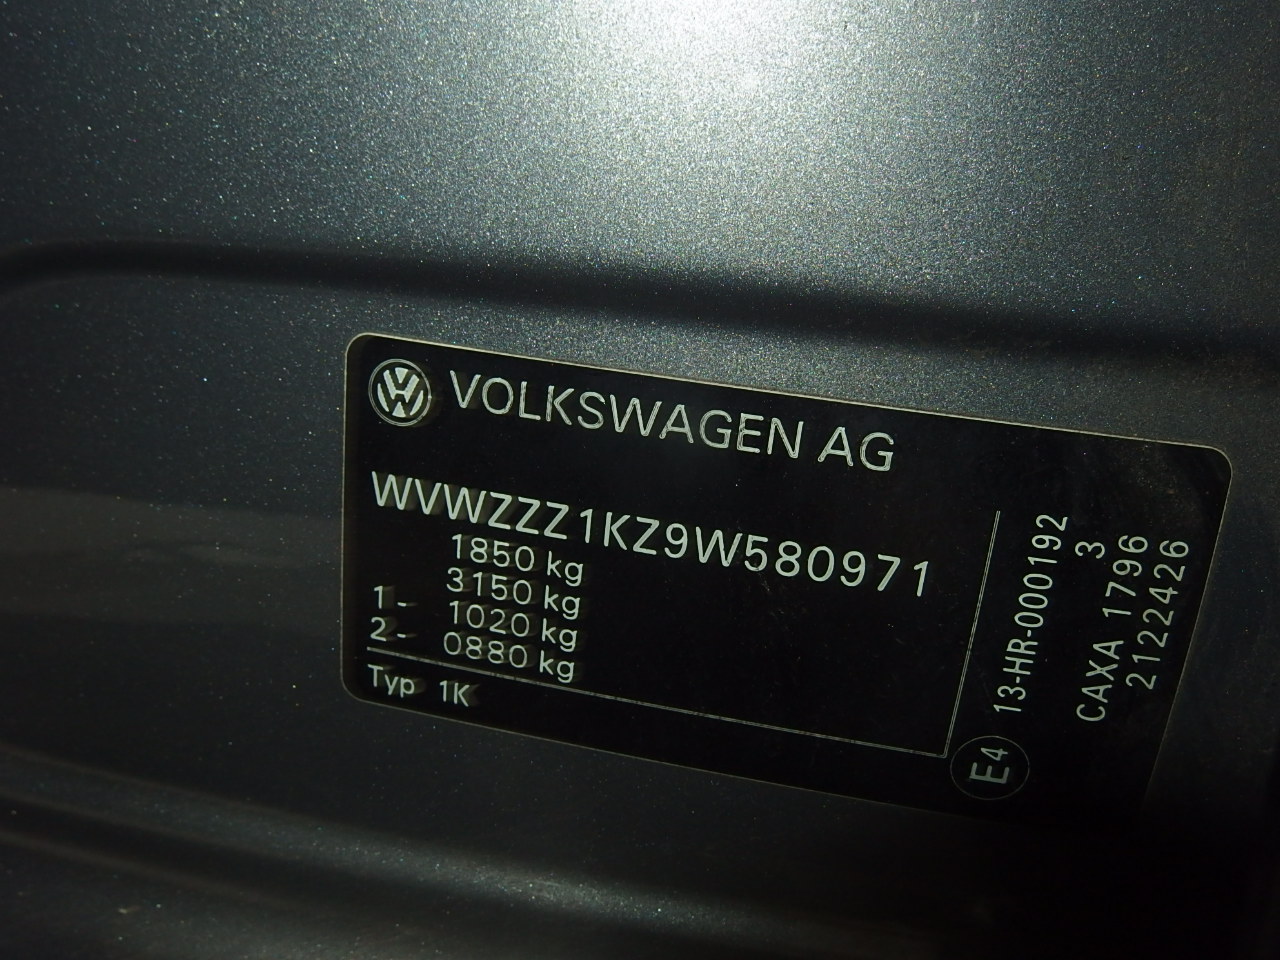 VOLKSWAGEN AG
WVWZZZ1KZ9W580971
1850 kg
3150 kg
1 - 1020 kg
2 - 0880 kg
Typ 1K
E4
13-HR-000192
3
CAXA 1796
2122426